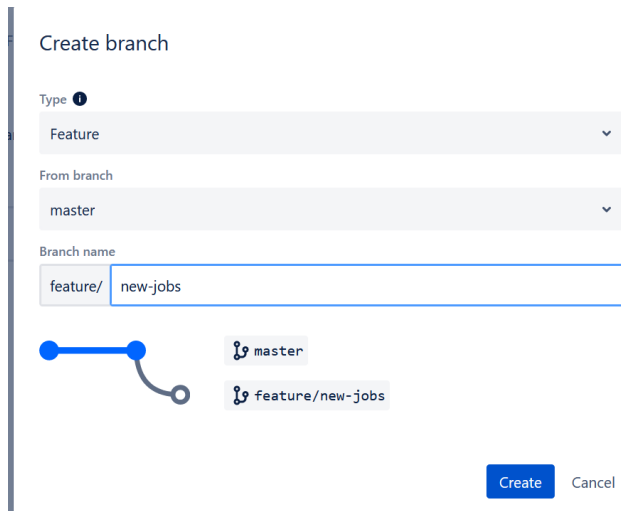 Create branch
Type
Feature
From branch
master
Branch name
feature/ new-jobs
master
feature/new-jobs
Create Cancel